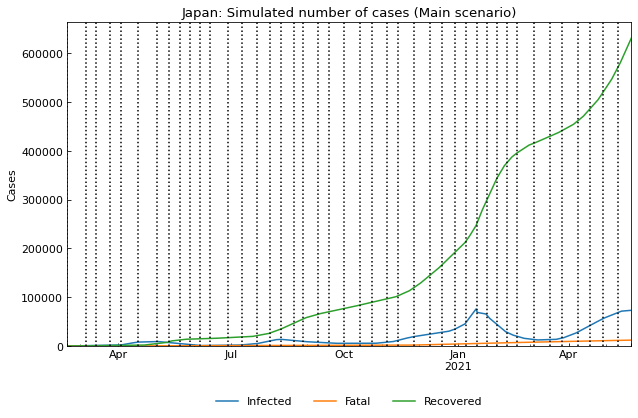 Japan: Simulated number of cases (Main scenario)
Cases
600000
500000
400000
300000
200000
100000
0
Apr
Jul
Oct
Jan
2021
Apr
Infected
Fatal
Recovered